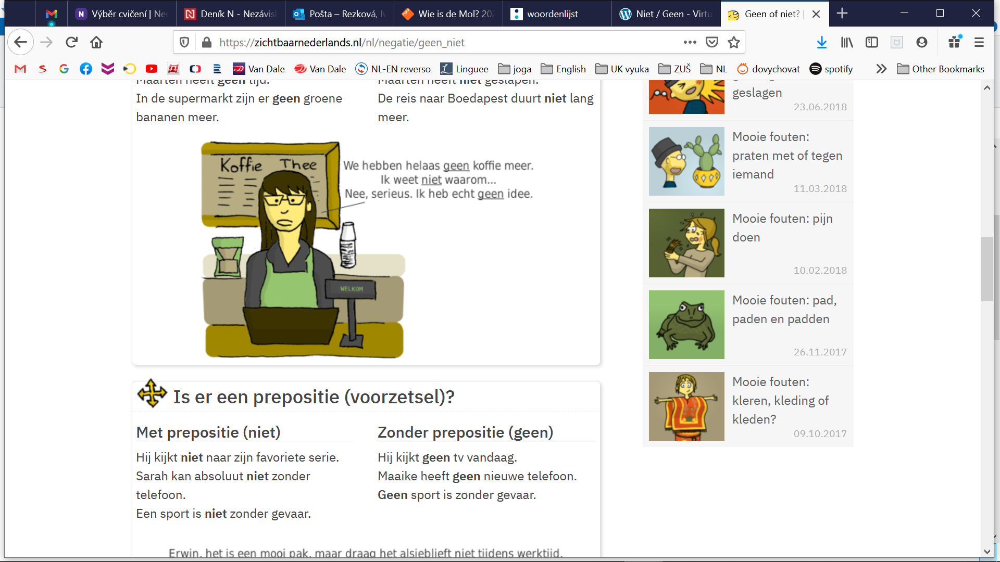 Výběr cvičení | Ne
Deník N - Nezávis
Pošta – Rezková, I
Wie is de Mol? 202
woordenlijst
Niet / Geen - Virtu
Geen of niet? |
https://zichtbaarnederlands.nl/nl/negatie/geen_niet
Van Dale
Van Dale
NL-EN reverso
Linguee
joga
English
UK vyuka
ZUŠ
NL
dovychovat
spotify
Other Bookmarks
Maarten heeft geen tijd.
In de supermarkt zijn er geen groene
bananen meer.
Maarten heeft niet geslapen.
De reis naar Boedapest duurt niet lang
meer.
Koffie Thee
We hebben helaas geen koffie meer.
Ik weet niet waarom...
Nee, serieus. Ik heb echt geen idee.
WELKOM
Is er een prepositie (voorzetsel)?
Met prepositie (niet)
Hij kijkt niet naar zijn favoriete serie.
Sarah kan absoluut niet zonder
telefoon.
Een sport is niet zonder gevaar.
Zonder prepositie (geen)
Hij kijkt geen tv vandaag.
Maaike heeft geen nieuwe telefoon.
Geen sport is zonder gevaar.
Erwin, het is een mooi pak, maar draag het alsjeblieft niet tijdens werktijd.
geslagen
23.06.2018
Mooie fouten:
praten met of tegen
iemand
11.03.2018
Mooie fouten: pijn
doen
10.02.2018
Mooie fouten: pad,
paden en padden
26.11.2017
Mooie fouten:
kleren, kleding of
kleden?
09.10.2017